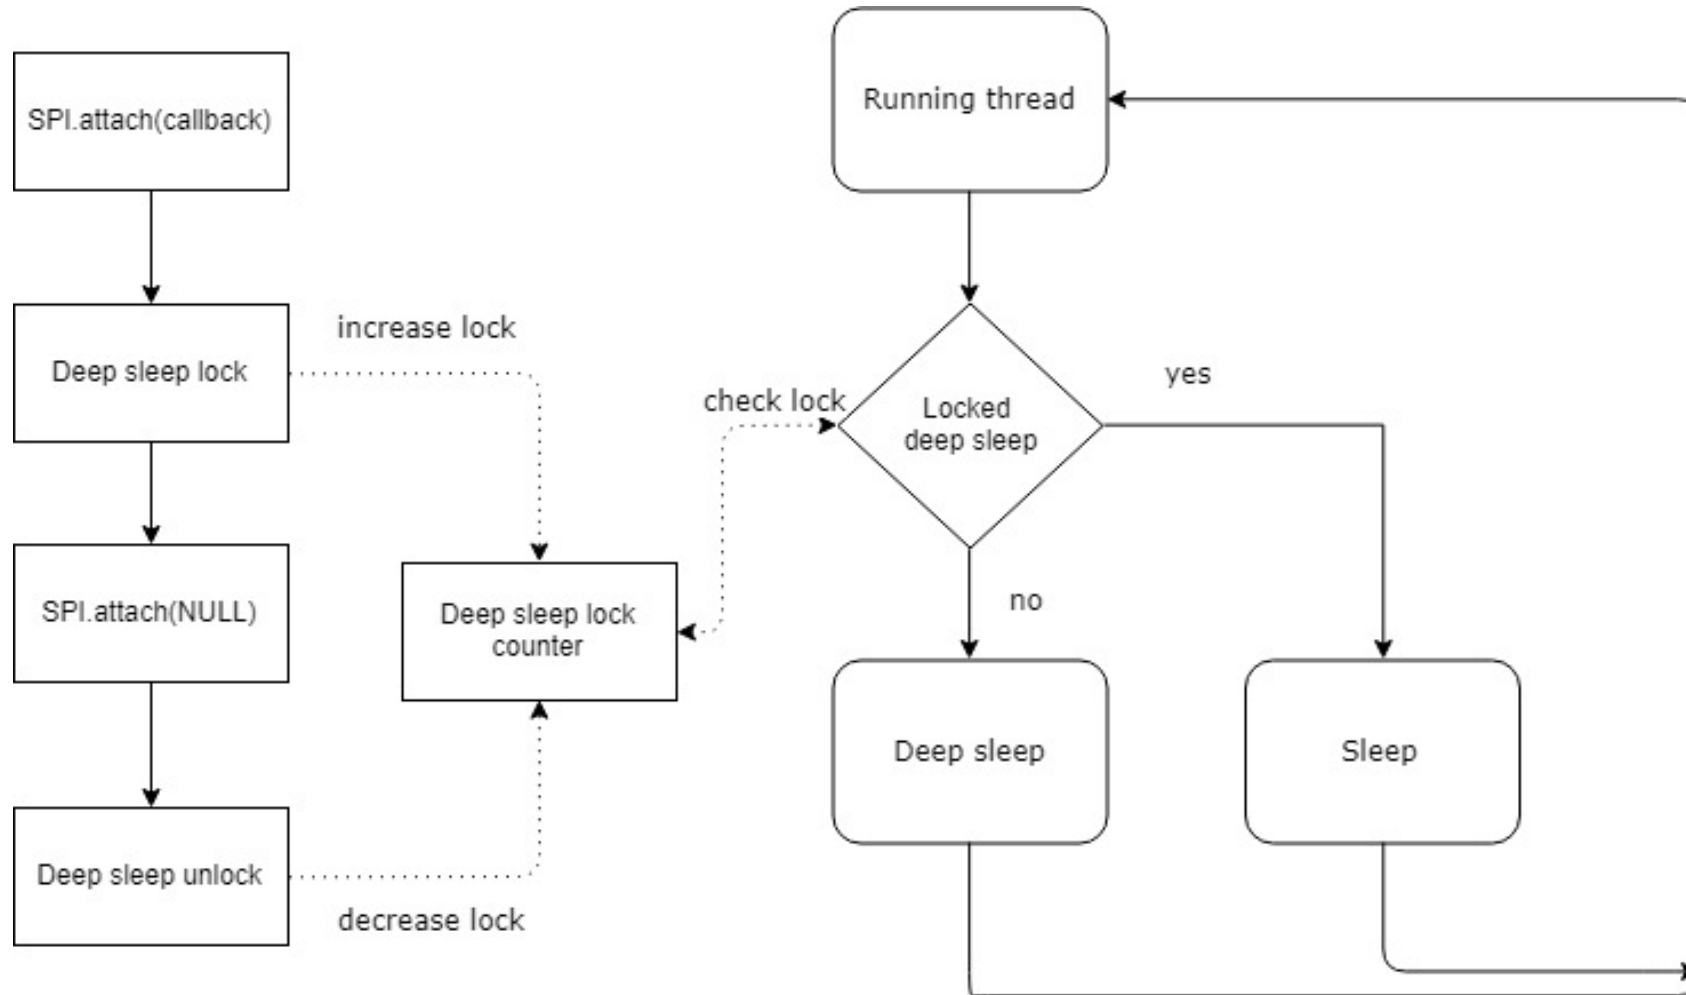 SPI.attach(callback)
Deep sleep lock
increase lock
SPI.attach(NULL)
Deep sleep lock
counter
Deep sleep unlock
decrease lock
Running thread
check lock
Locked
deep sleep
yes
no
Deep sleep
Sleep